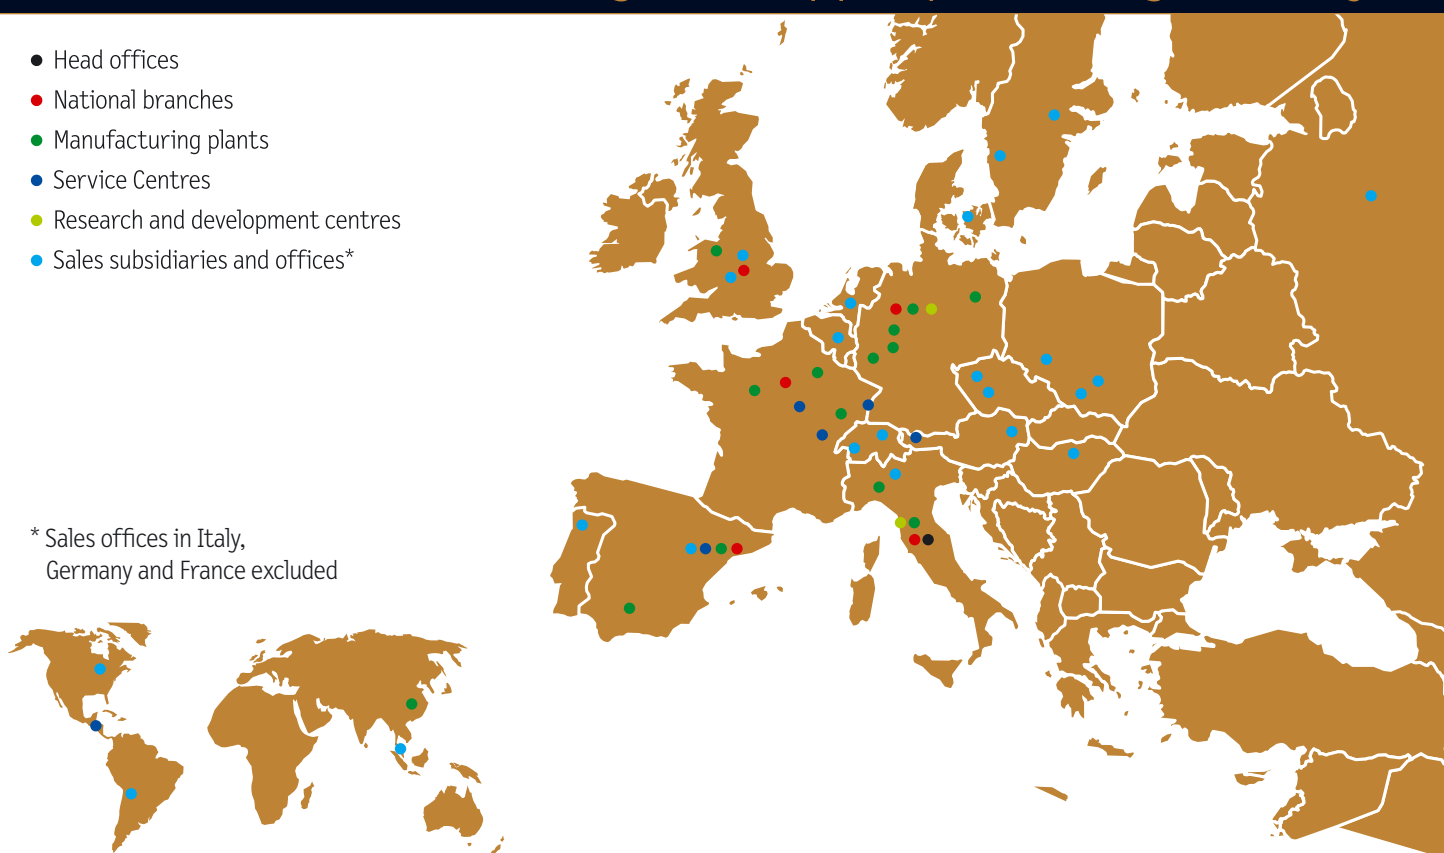 Head offices
National branches
Manufacturing plants
Service Centres
Research and development centres
Sales subsidiaries and offices*
* Sales offices in Italy,
Germany and France excluded